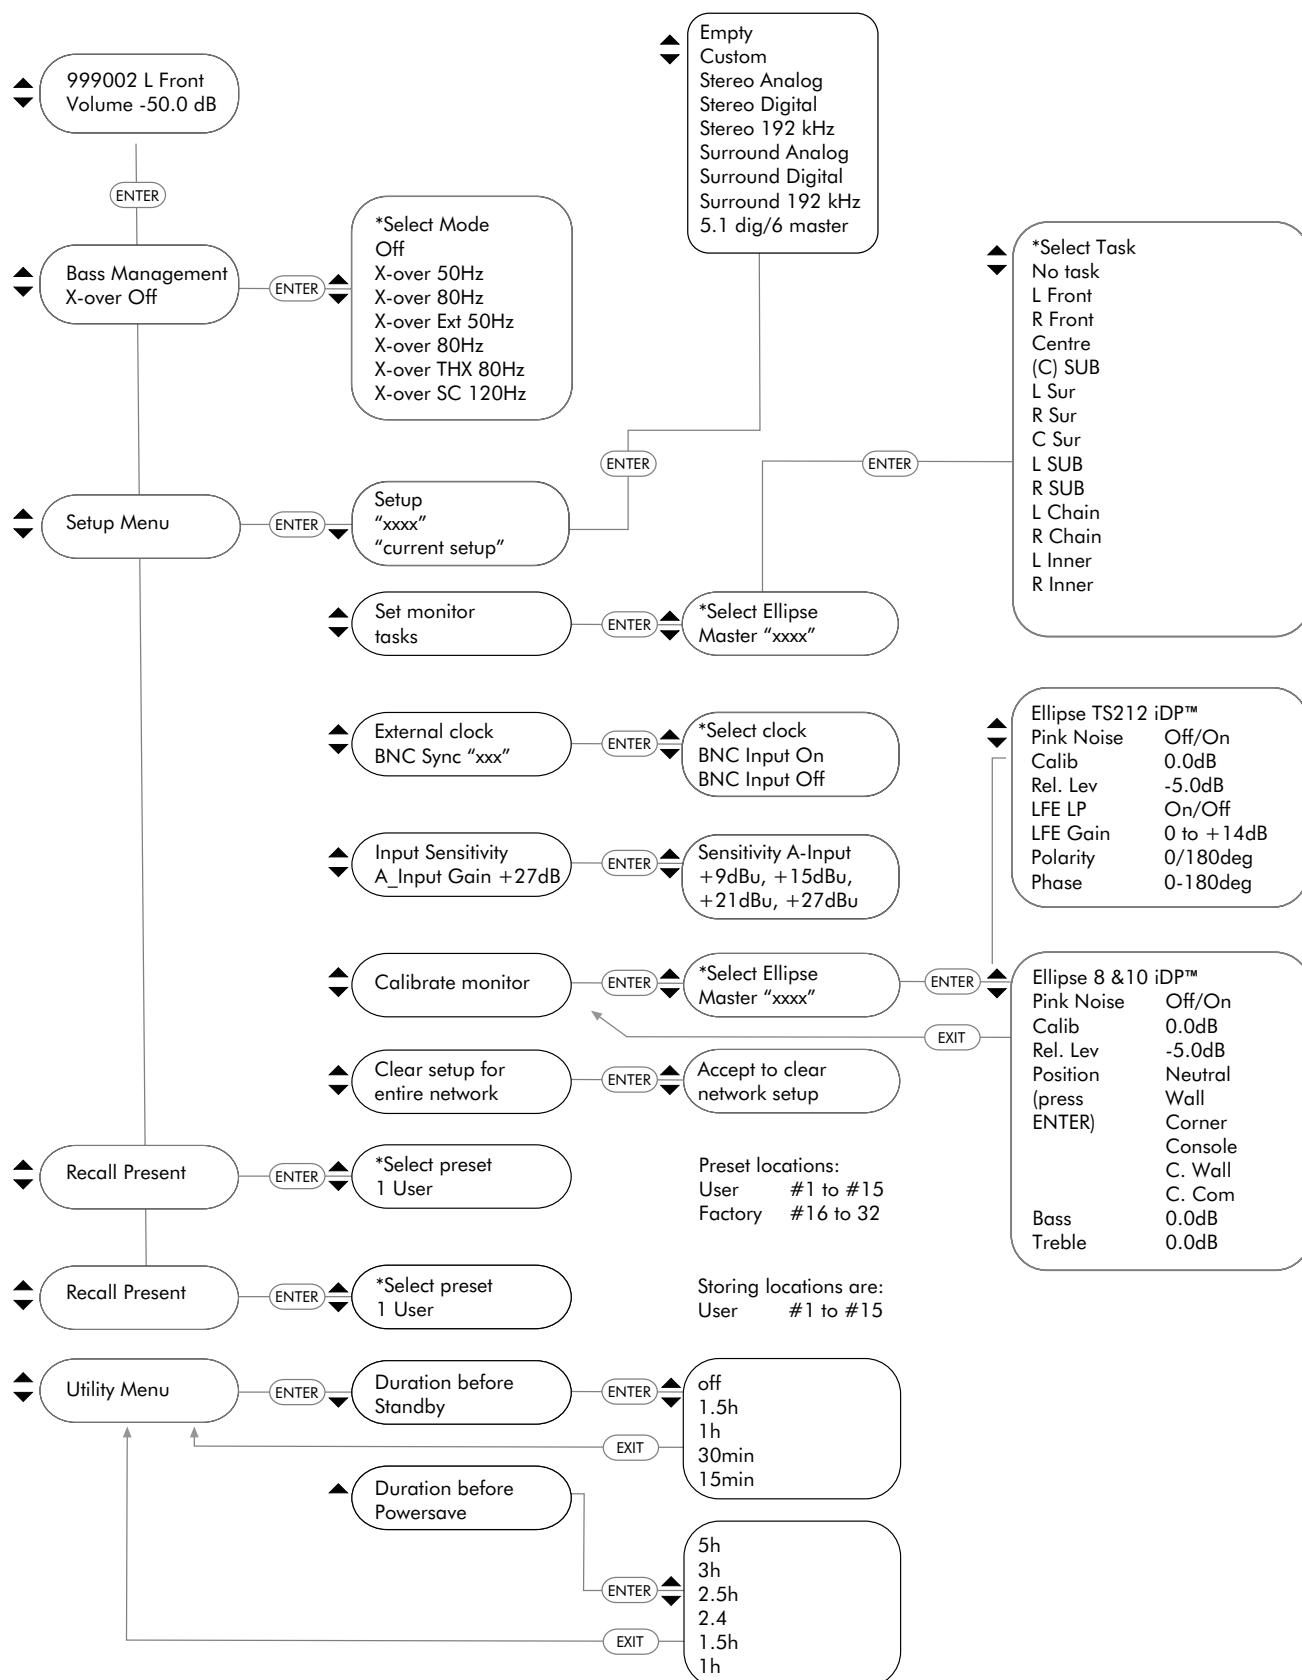 999002 L Front
Volume -50.0 dB
ENTER
Bass Management
X-over Off
ENTER
*Select Mode
Off
X-over 50Hz
X-over 80Hz
X-over Ext 50Hz
X-over 80Hz
X-over THX 80Hz
X-over SC 120Hz
Setup Menu
ENTER
Setup
“xxxx”
“current setup”
ENTER
Empty
Custom
Stereo Analog
Stereo Digital
Stereo 192 kHz
Surround Analog
Surround Digital
Surround 192 kHz
5.1 dig/6 master
Set monitor
tasks
ENTER
*Select Ellipse
Master “xxxx”
ENTER
*Select Task
No task
L Front
R Front
Centre
(C) SUB
L Sur
R Sur
C Sur
L SUB
R SUB
L Chain
R Chain
L Inner
R Inner
External clock
BNC Sync “xxx”
ENTER
*Select clock
BNC Input On
BNC Input Off
Input Sensitivity
A_Input Gain +27dB
ENTER
Sensitivity A-Input
+9dBu, +15dBu,
+21dBu, +27dBu
Calibrate monitor
ENTER
*Select Ellipse
Master “xxxx”
ENTER
EXIT
Ellipse TS212 iDP™
Pink Noise Off/On
Calib 0.0dB
Rel. Lev -5.0dB
LFE LP On/Off
LFE Gain 0 to +14dB
Polarity 0/180deg
Phase 0-180deg
Ellipse 8 &10 iDP™
Pink Noise Off/On
Calib 0.0dB
Rel. Lev -5.0dB
Position Neutral
(press Wall
ENTER) Corner
Console
C. Wall
C. Com
Bass 0.0dB
Treble 0.0dB
Clear setup for
entire network
ENTER
Accept to clear
network setup
Recall Present
ENTER
*Select preset
1 User
Preset locations:
User #1 to #15
Factory #16 to 32
Recall Present
ENTER
*Select preset
1 User
Storing locations are:
User #1 to #15
Utility Menu
ENTER
Duration before
Standby
ENTER
off
1.5h
1h
30min
15min
EXIT
Duration before
Powersave
ENTER
5h
3h
2.5h
2.4
1.5h
1h
EXIT